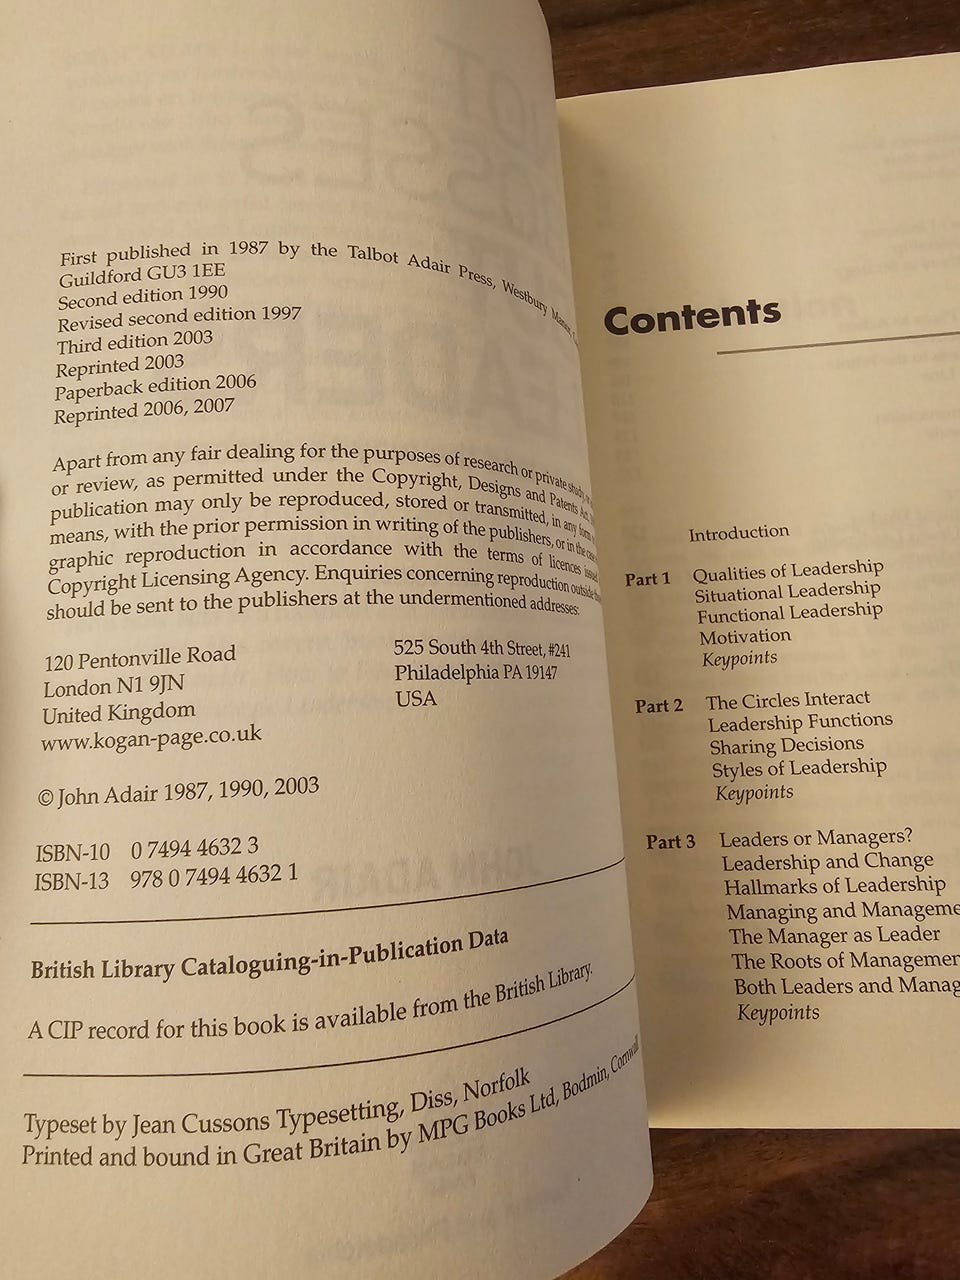 First published in 1987 by the Talbot Adair Press, Westbury Manor,
Guildford GU3 1EE
Second edition 1990
Revised second edition 1997
Third edition 2003
Reprinted 2003
Paperback edition 2006
Reprinted 2006, 2007
Apart from any fair dealing for the purposes of research or private study,
or review, as permitted under the Copyright, Designs and Patents Act,
publication may only be reproduced, stored or transmitted, in any form
means, with the prior permission in writing of the publishers, or in the case
graphic reproduction in accordance with the terms of licences issued
Copyright Licensing Agency. Enquiries concerning reproduction outside
should be sent to the publishers at the undermentioned addresses:
120 Pentonville Road
London N1 9JN
United Kingdom
www.kogan-page.co.uk
525 South 4th Street, #241
Philadelphia PA 19147
USA
© John Adair 1987, 1990, 2003
ISBN-10 0 7494 4632 3
ISBN-13 978 0 7494 4632 1
British Library Cataloguing-in-Publication Data
A CIP record for this book is available from the British Library.
Typeset by Jean Cussons Typesetting, Diss, Norfolk
Printed and bound in Great Britain by MPG Books Ltd, Bodmin, Cornwall
Contents
Introduction
Part 1 Qualities of Leadership
Situational Leadership
Functional Leadership
Motivation
Keypoints
Part 2 The Circles Interact
Leadership Functions
Sharing Decisions
Styles of Leadership
Keypoints
Part 3 Leaders or Managers?
Leadership and Change
Hallmarks of Leadership
Managing and Manageme
The Manager as Leader
The Roots of Managemen
Both Leaders and Manag
Keypoints